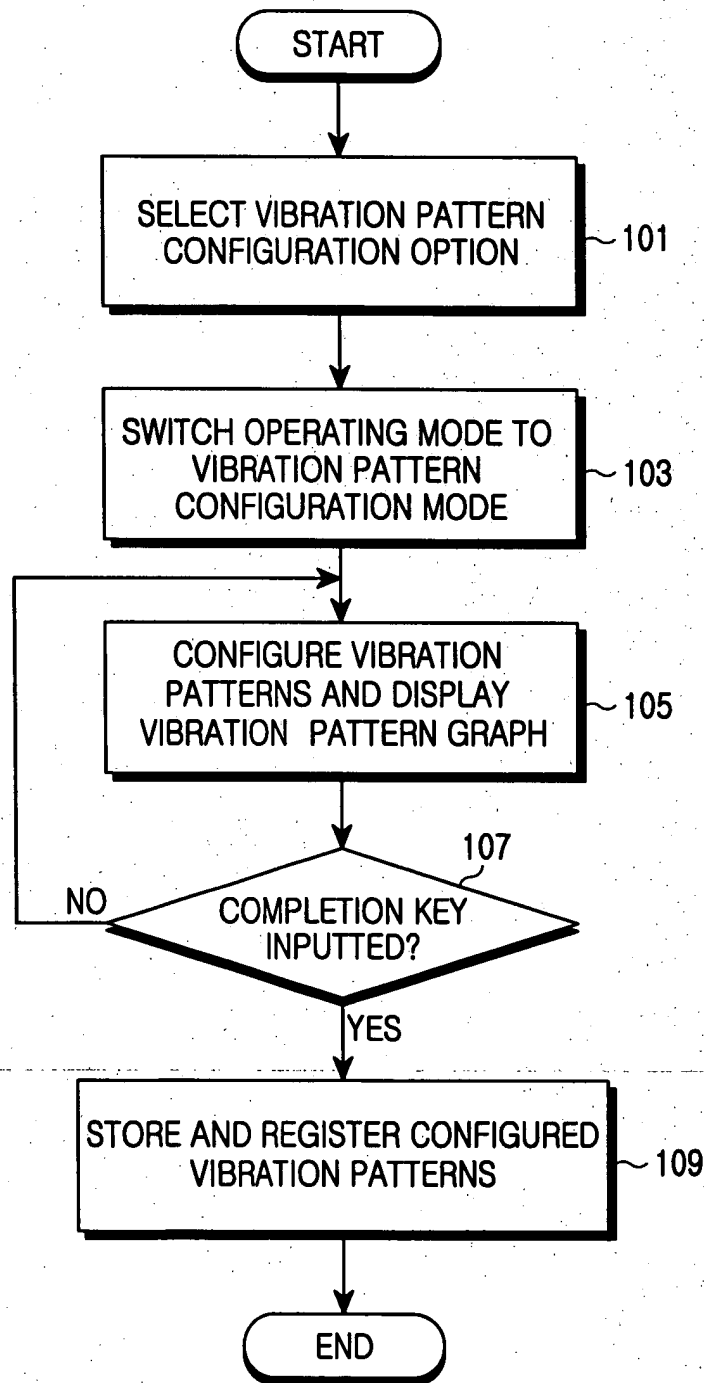 START
SELECT VIBRATION PATTERN
CONFIGURATION OPTION
101
SWITCH OPERATING MODE TO
VIBRATION PATTERN
CONFIGURATION MODE
103
CONFIGURE VIBRATION
PATTERNS AND DISPLAY
VIBRATION PATTERN GRAPH
105
107
NO
COMPLETION KEY
INPUTTED?
YES
STORE AND REGISTER CONFIGURED
VIBRATION PATTERNS
109
END